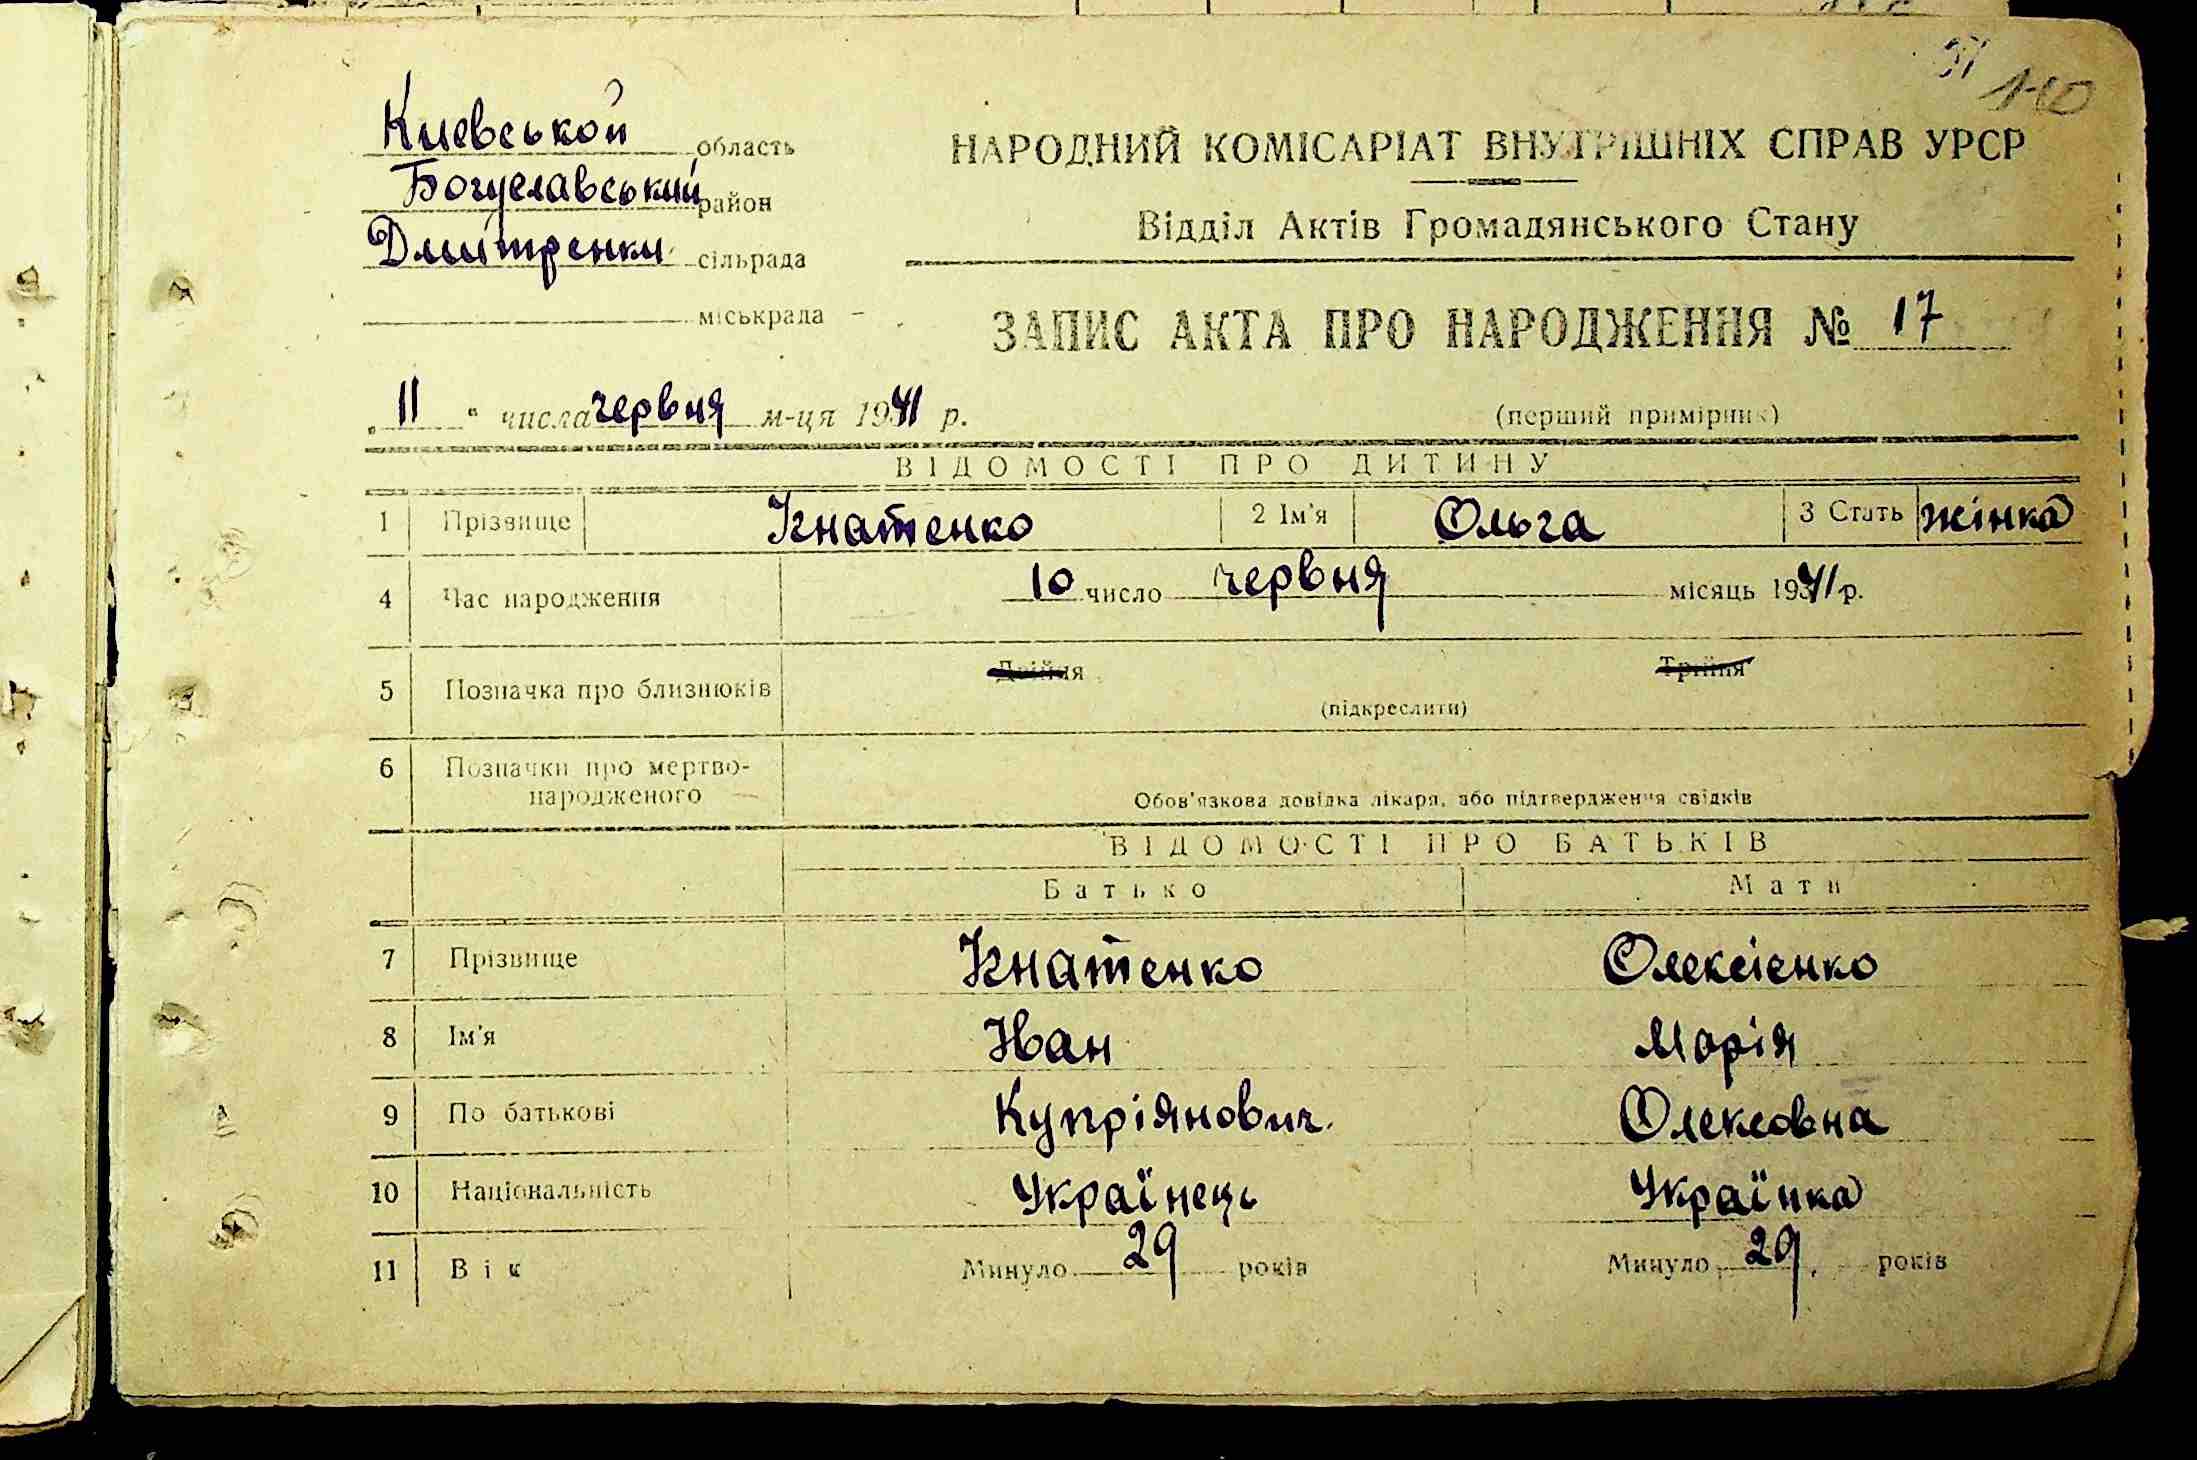 110
Киевськой область
Богуславський район
Дмитренки сільрада
міськрада
НАРОДНИЙ КОМІСАРІАТ ВНУТРІШНІХ СПРАВ УРСР
Відділ Актів Громадянського Стану
ЗАПИС АКТА ПРО НАРОДЖЕННЯ № 17
„ 11 “ числа червня м-ця 1941 р.
(перший примірник)
ВІДОМОСТІ ПРО ДИТИНУ
1 Прізвище Ігнатенко 2 Ім'я Ольга 3 Стать жінка
4 Час народження 10 число червня місяць 1941 р.
5 Позначка про близнюків Двійня Трійня
(підкреслити)
6 Позначки про мертво-
народженого
Обов'язкова довідка лікаря, або підтвердження свідків
ВІДОМОСТІ ПРО БАТЬКІВ
Батько Мати
7 Прізвище Ігнатенко Олексієнко
8 Ім'я Іван Марія
9 По батькові Купріянович Олексовна
10 Національність Українець Українка
11 Вік Минуло 29 років Минуло 29 років